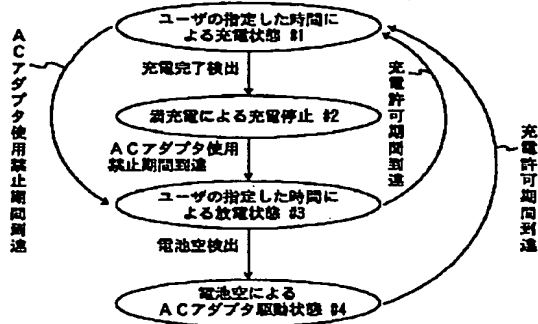 ユーザの指定した時間に
よる充電状態 #1
充電完了検出
満充電による充電停止 #2
ACアダプタ使用
禁止期間到達
ユーザの指定した時間に
よる放電状態 #3
電池空検出
電池空による
ACアダプタ駆動状態 #4
ACアダプタ使用禁止期間到達
充電許可期間到達
充電許可期間到達